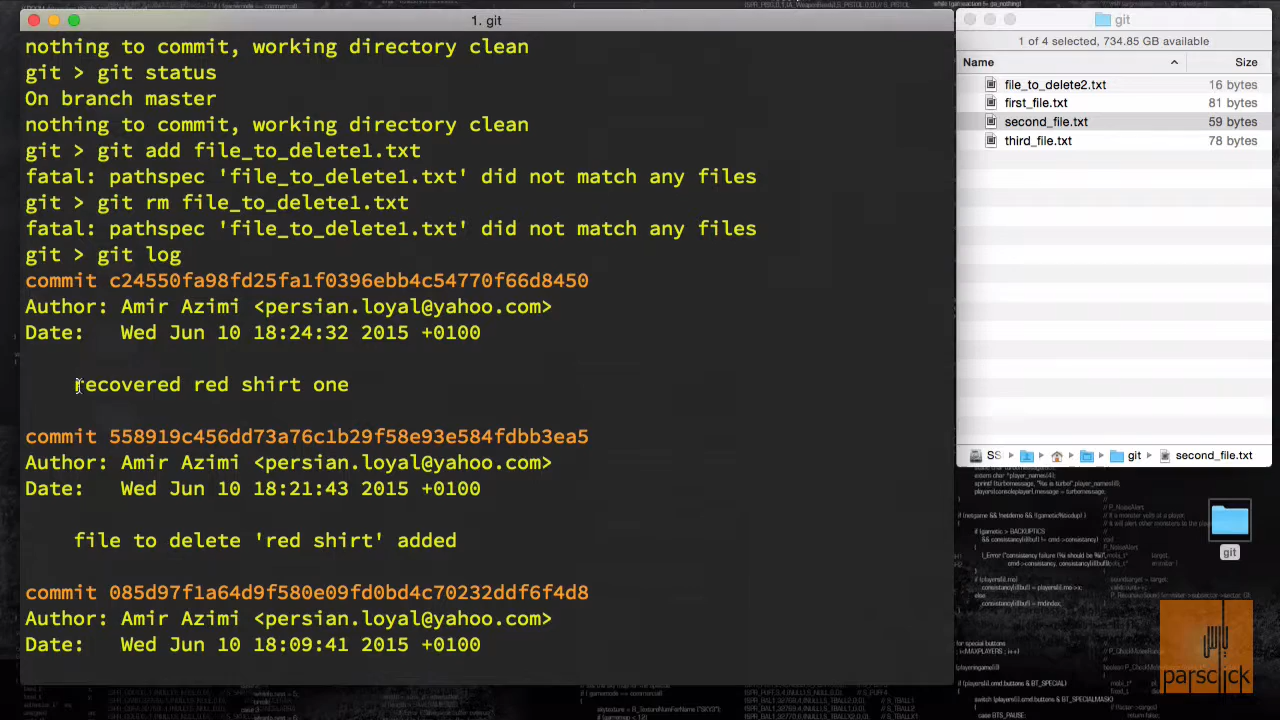 1. git
nothing to commit, working directory clean
git > git status
On branch master
nothing to commit, working directory clean
git > git add file_to_delete1.txt
fatal: pathspec 'file_to_delete1.txt' did not match any files
git > git rm file_to_delete1.txt
fatal: pathspec 'file_to_delete1.txt' did not match any files
git > git log
commit c24550fa98fd25fa1f0396ebb4c54770f66d8450
Author: Amir Azimi <persian.loyal@yahoo.com>
Date:   Wed Jun 10 18:24:32 2015 +0100
recovered red shirt one
commit 558919c456dd73a76c1b29f58e93e584fdbb3ea5
Author: Amir Azimi <persian.loyal@yahoo.com>
Date:   Wed Jun 10 18:21:43 2015 +0100
file to delete 'red shirt' added
commit 085d97f1a64d9f580e09fd0bd4c70232ddf6f4d8
Author: Amir Azimi <persian.loyal@yahoo.com>
Date:   Wed Jun 10 18:09:41 2015 +0100
git
1 of 4 selected, 734.85 GB available
Name Size
file_to_delete2.txt 16 bytes
first_file.txt 81 bytes
second_file.txt 59 bytes
third_file.txt 78 bytes
SS git second_file.txt
git
parsclick